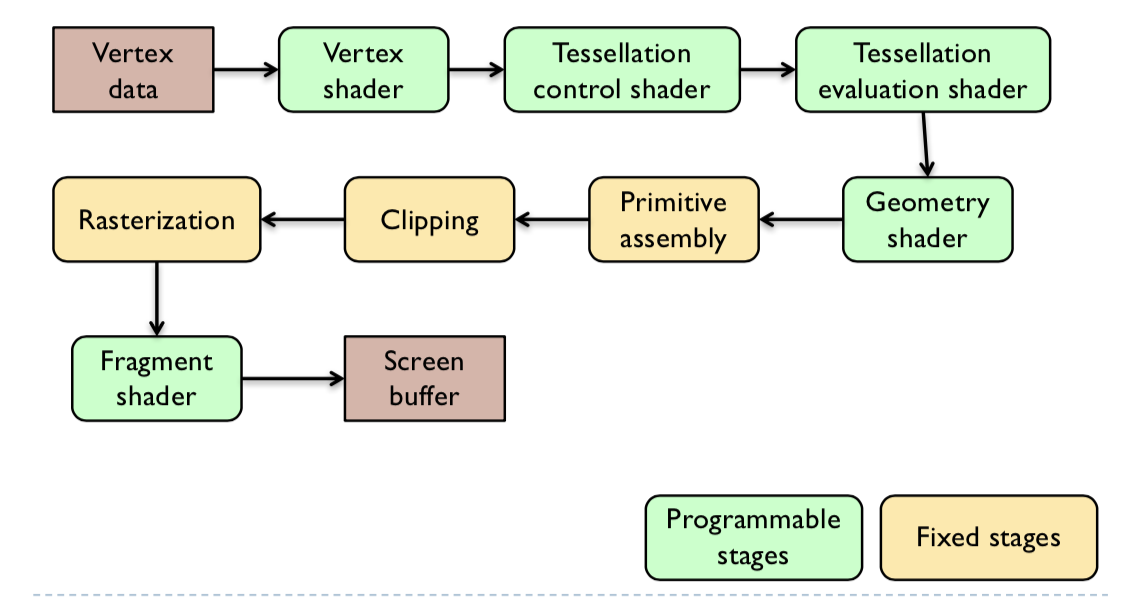 Vertex
data
Vertex
shader
Tessellation
control shader
Tessellation
evaluation shader
Geometry
shader
Primitive
assembly
Clipping
Rasterization
Fragment
shader
Screen
buffer
Programmable
stages
Fixed stages